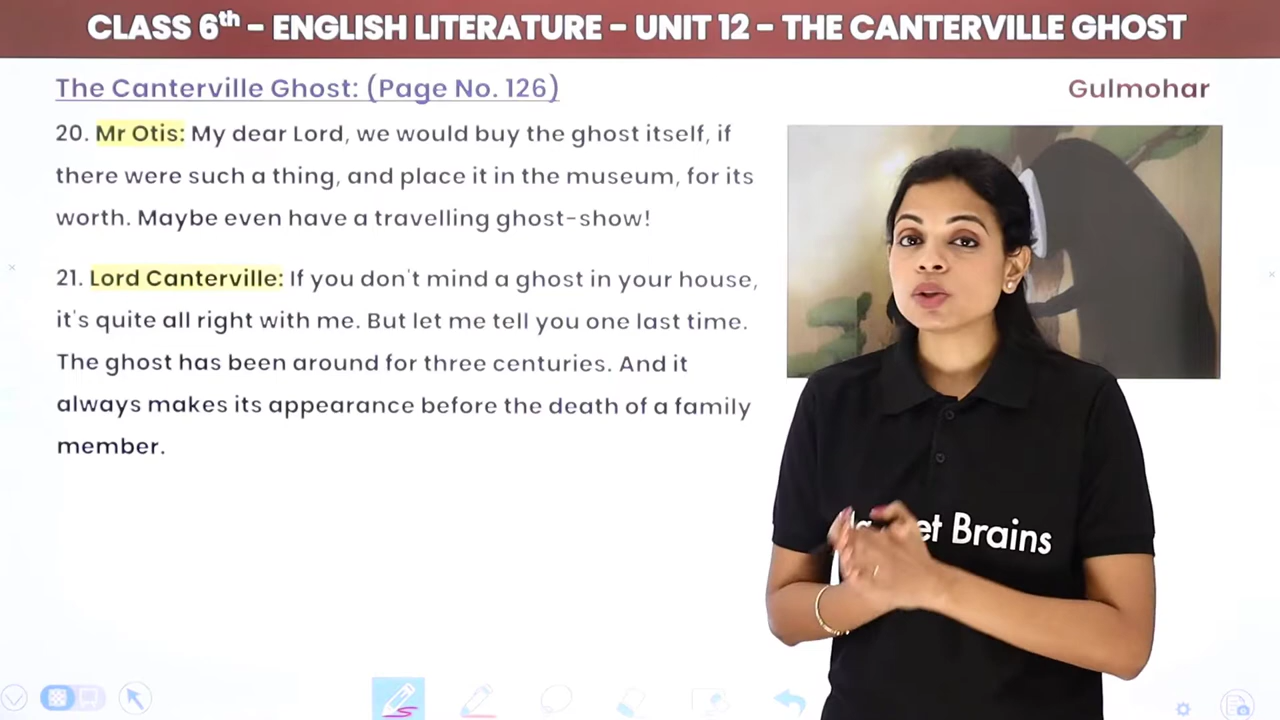 CLASS 6th – ENGLISH LITERATURE – UNIT 12 – THE CANTERVILLE GHOST
The Canterville Ghost: (Page No. 126)
Gulmohar
20. Mr Otis: My dear Lord, we would buy the ghost itself, if
there were such a thing, and place it in the museum, for its
worth. Maybe even have a travelling ghost-show!
21. Lord Canterville: If you don't mind a ghost in your house,
it's quite all right with me. But let me tell you one last time.
The ghost has been around for three centuries. And it
always makes its appearance before the death of a family
member.
Brains